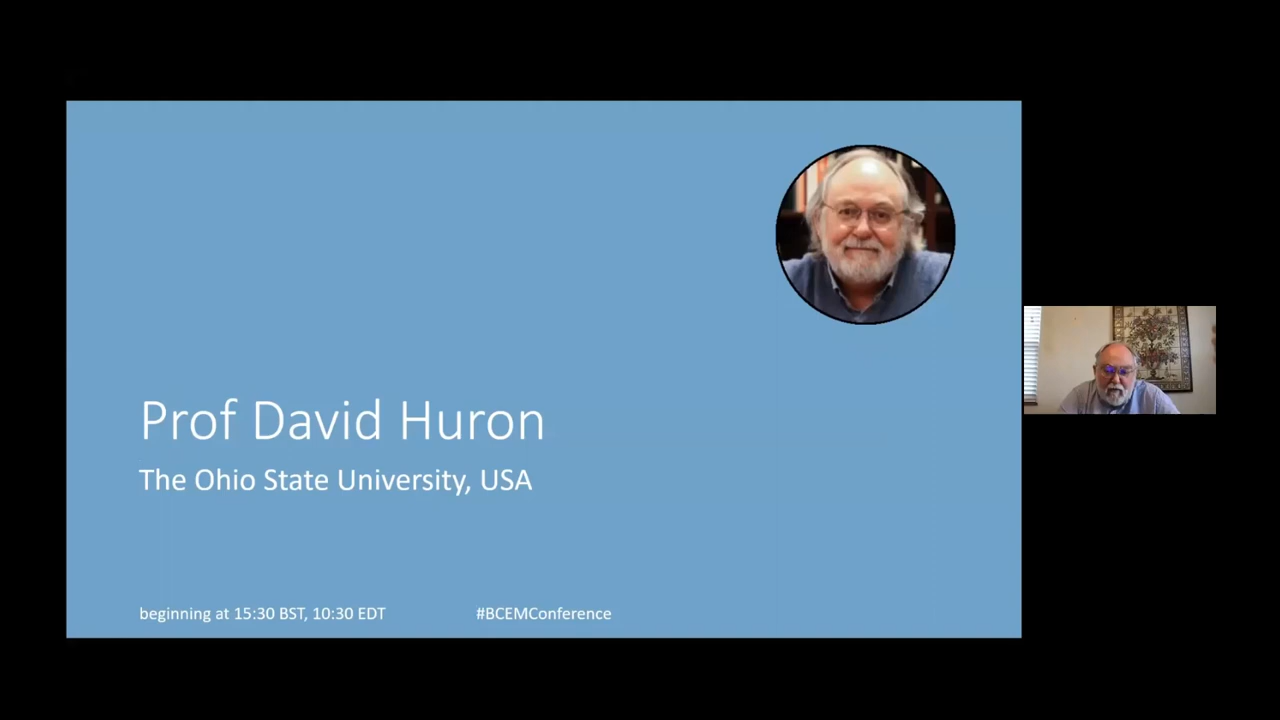 Prof David Huron
The Ohio State University, USA
beginning at 15:30 BST, 10:30 EDT #BCEMConference